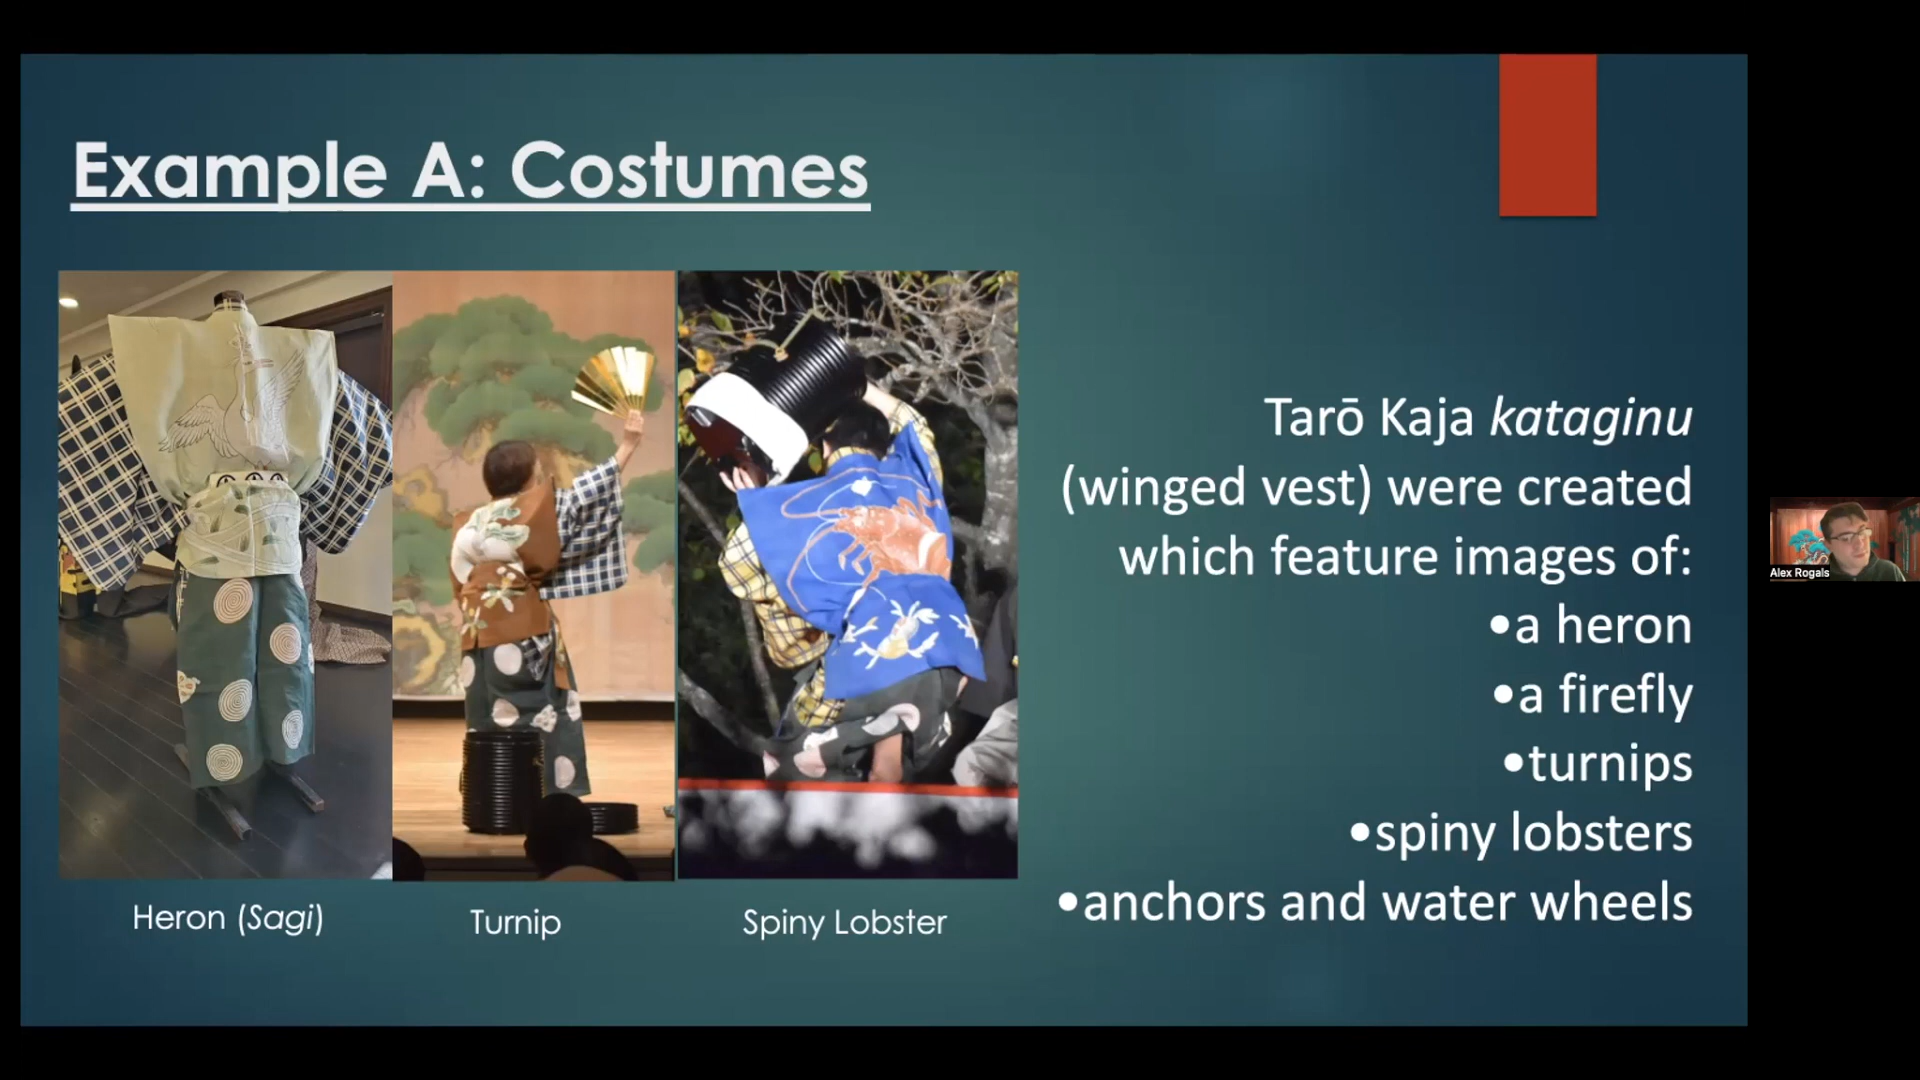 Example A: Costumes
Tarō Kaja kataginu
(winged vest) were created
which feature images of:
•a heron
•a firefly
•turnips
•spiny lobsters
•anchors and water wheels
Heron (Sagi)
Turnip
Spiny Lobster
Alex Rogals